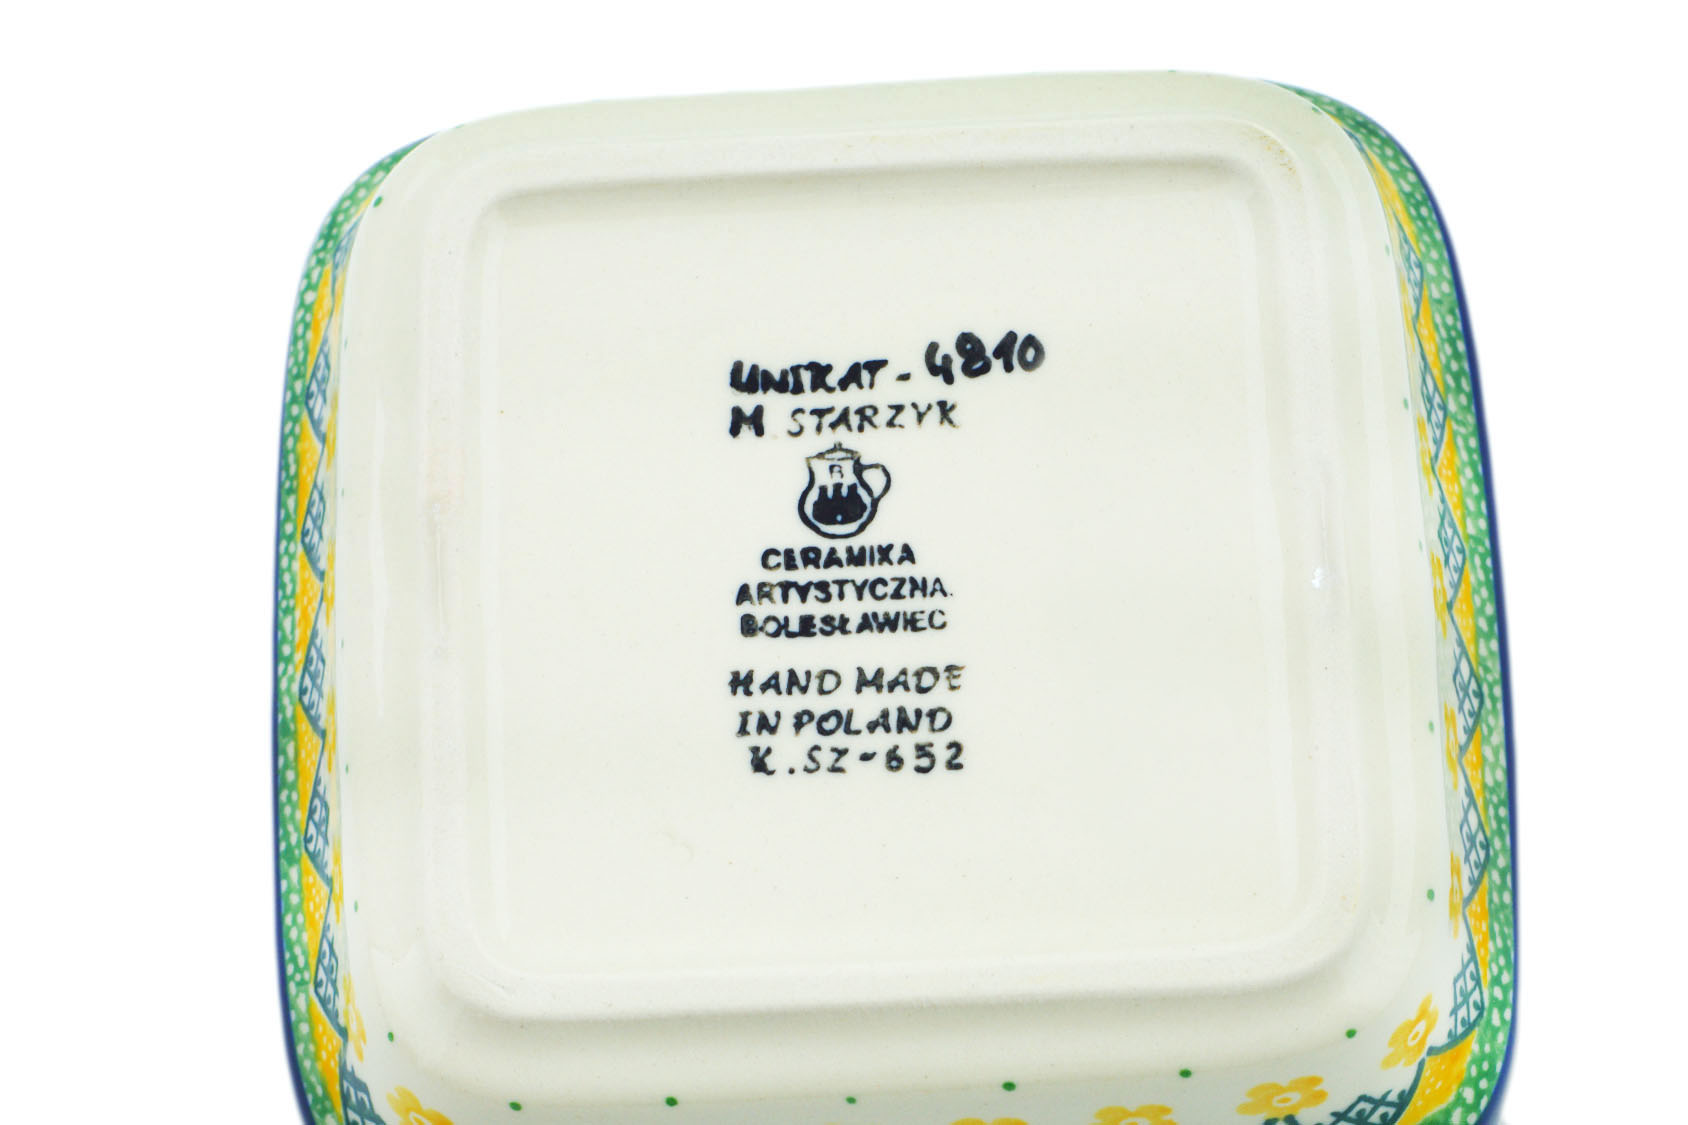 UNIKAT - 4810
M. STARZYK
B
CERAMIKA
ARTYSTYCZNA
BOLESŁAWIEC
HAND MADE
IN POLAND
K.SZ-652